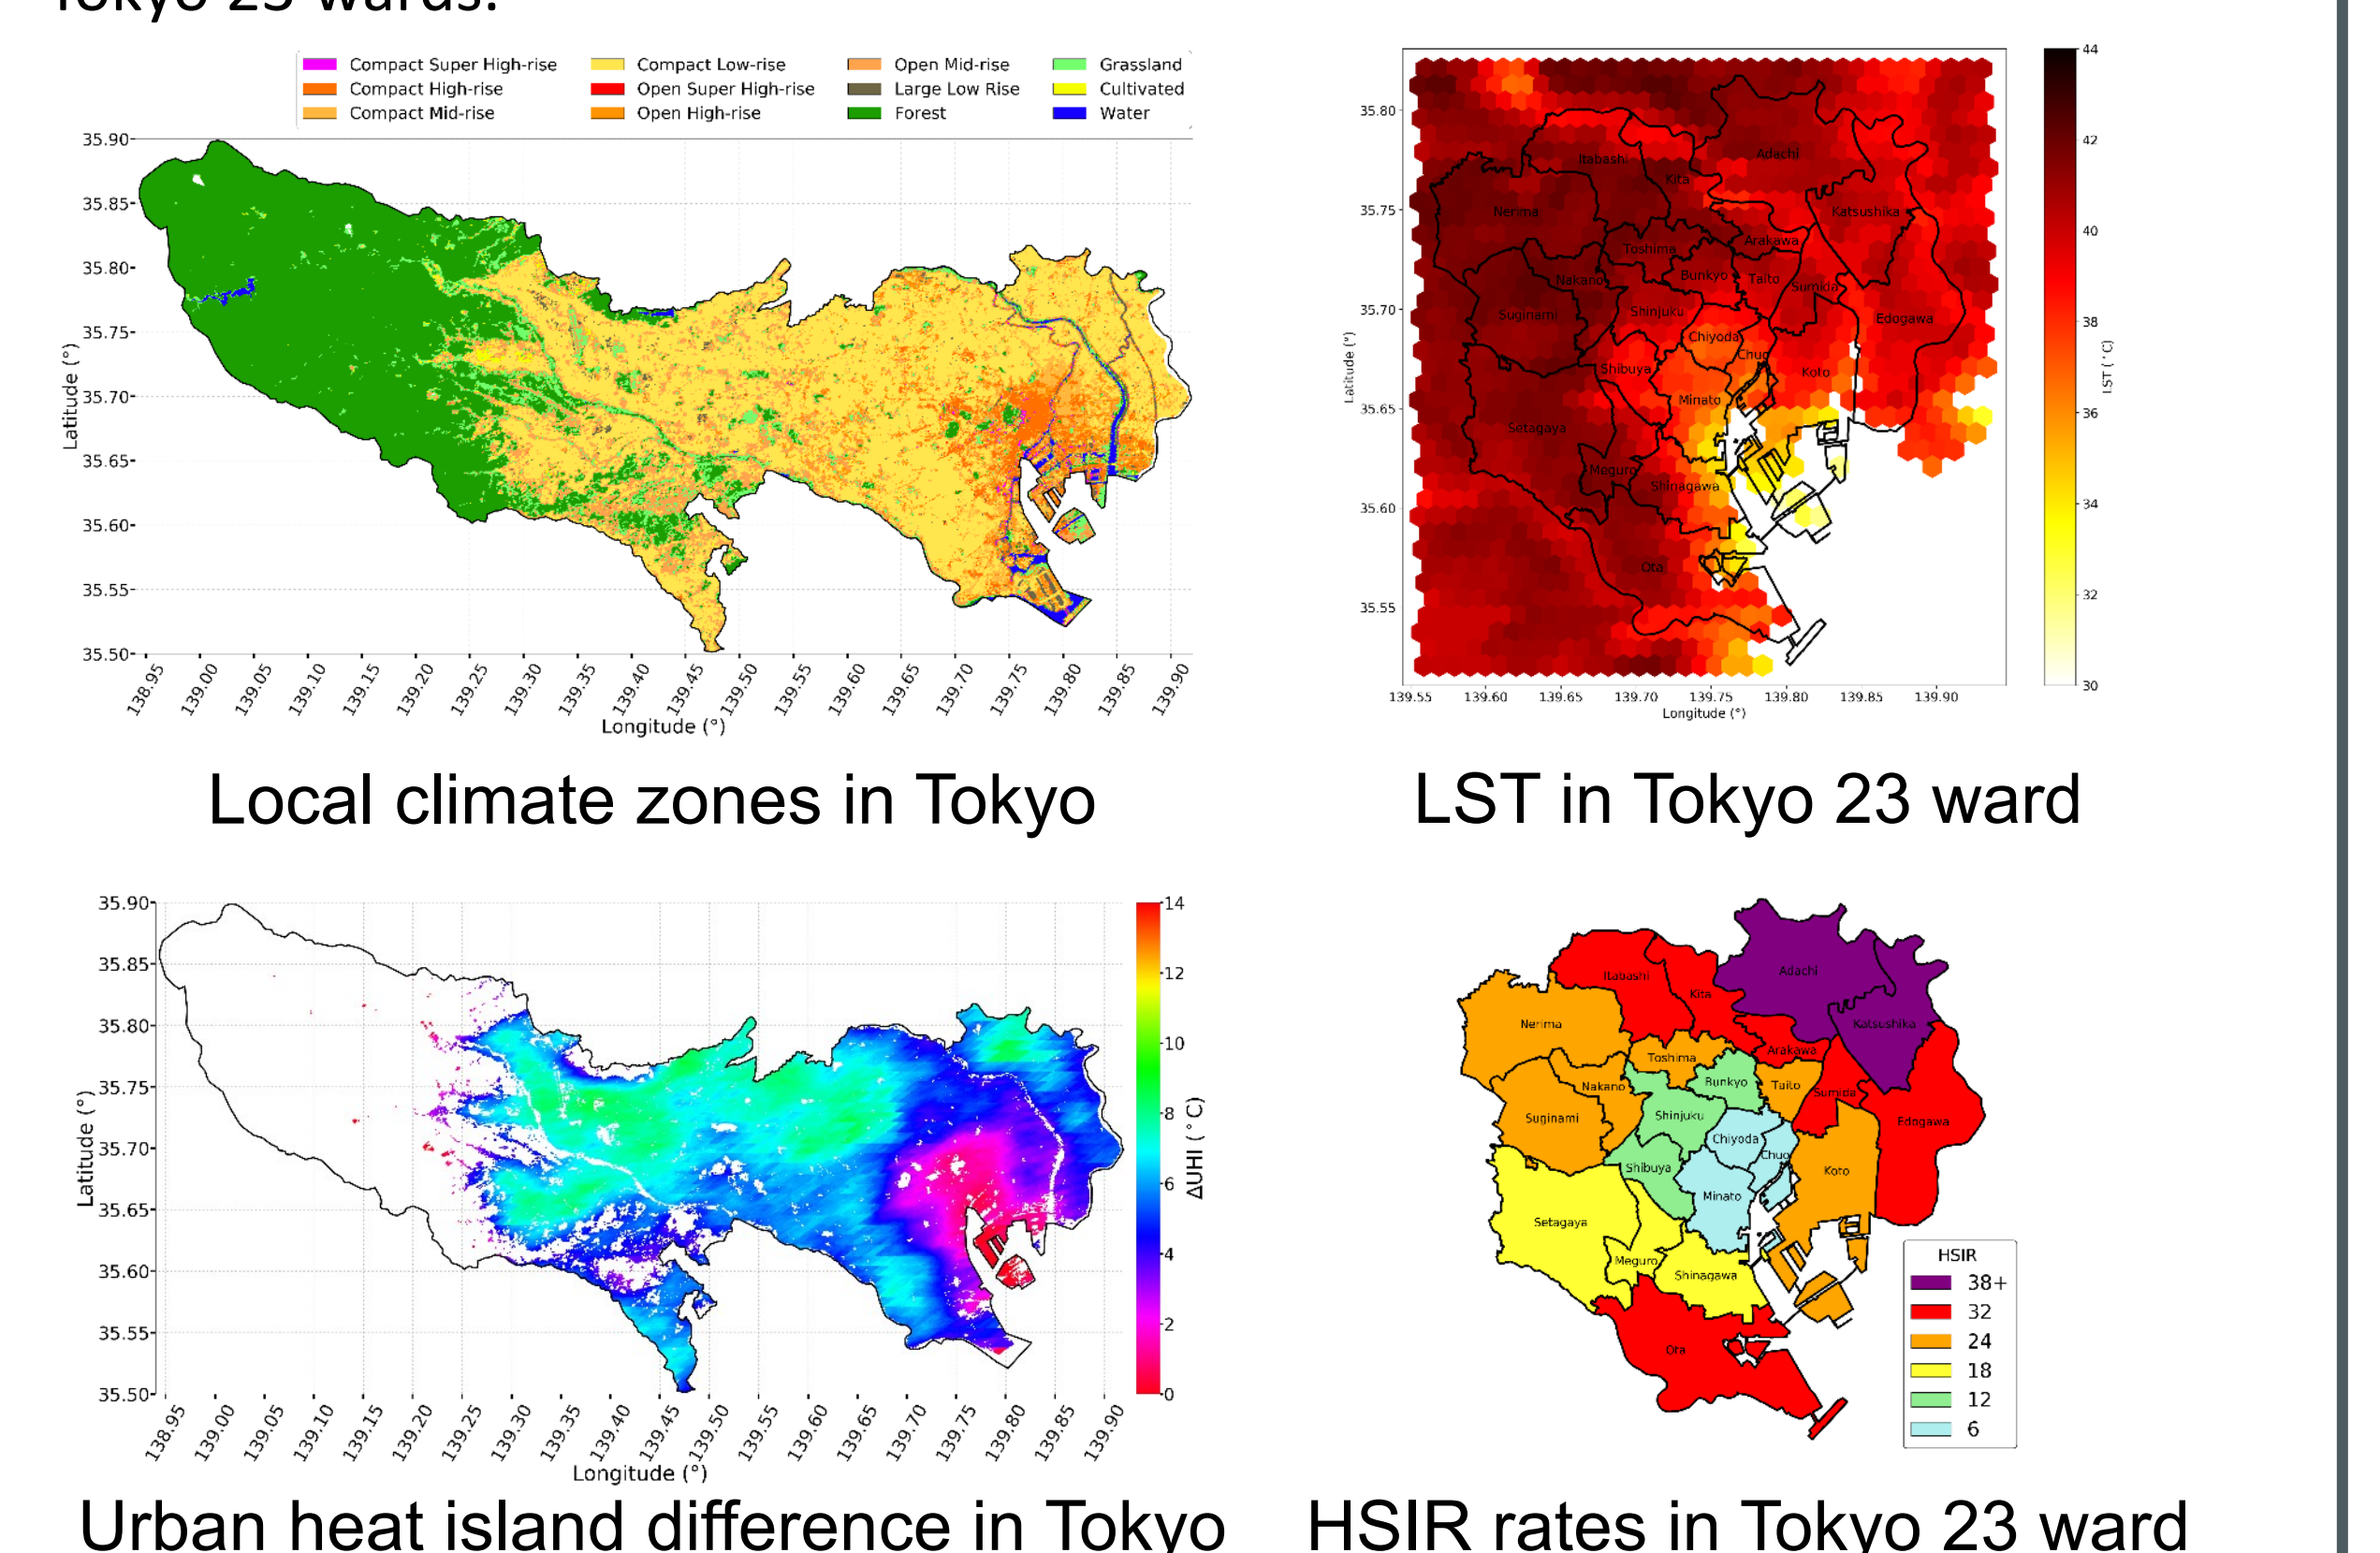 Tokyo 23 wards.
Compact Super High-rise
Compact High-rise
Compact Mid-rise
Compact Low-rise
Open Super High-rise
Open High-rise
Open Mid-rise
Large Low Rise
Forest
Grassland
Cultivated
Water
35.90
35.85
35.80
35.75
35.70
35.65
35.60
35.55
35.50
Latitude (°)
138.95 139.00 139.05 139.10 139.15 139.20 139.25 139.30 139.35 139.40 139.45 139.50 139.55 139.60 139.65 139.70 139.75 139.80 139.85 139.90
Longitude (°)
Local climate zones in Tokyo
35.80
35.75
35.70
35.65
35.60
35.55
Latitude (°)
Adachi
Itabashi
Kita
Nerima
Katsushika
Toshima
Arakawa
Nakano
Bunkyo
Taito
Sumida
Suginami
Shinjuku
Edogawa
Chiyoda
Chuo
Shibuya
Koto
Minato
Setagaya
Meguro
Shinagawa
Ota
139.55 139.60 139.65 139.70 139.75 139.80 139.85 139.90
Longitude (°)
44
42
40
38
36
34
32
30
LST (°C)
LST in Tokyo 23 ward
35.90
35.85
35.80
35.75
35.70
35.65
35.60
35.55
35.50
Latitude (°)
138.95 139.00 139.05 139.10 139.15 139.20 139.25 139.30 139.35 139.40 139.45 139.50 139.55 139.60 139.65 139.70 139.75 139.80 139.85 139.90
Longitude (°)
14
12
10
8
6
4
2
0
ΔUHI (°C)
Urban heat island difference in Tokyo
Adachi
Itabashi
Kita
Nerima
Katsushika
Arakawa
Toshima
Bunkyo
Nakano
Taito
Sumida
Suginami
Shinjuku
Edogawa
Chiyoda
Chuo
Shibuya
Koto
Minato
Setagaya
Meguro
Shinagawa
Ota
HSIR
38+
32
24
18
12
6
HSIR rates in Tokyo 23 ward